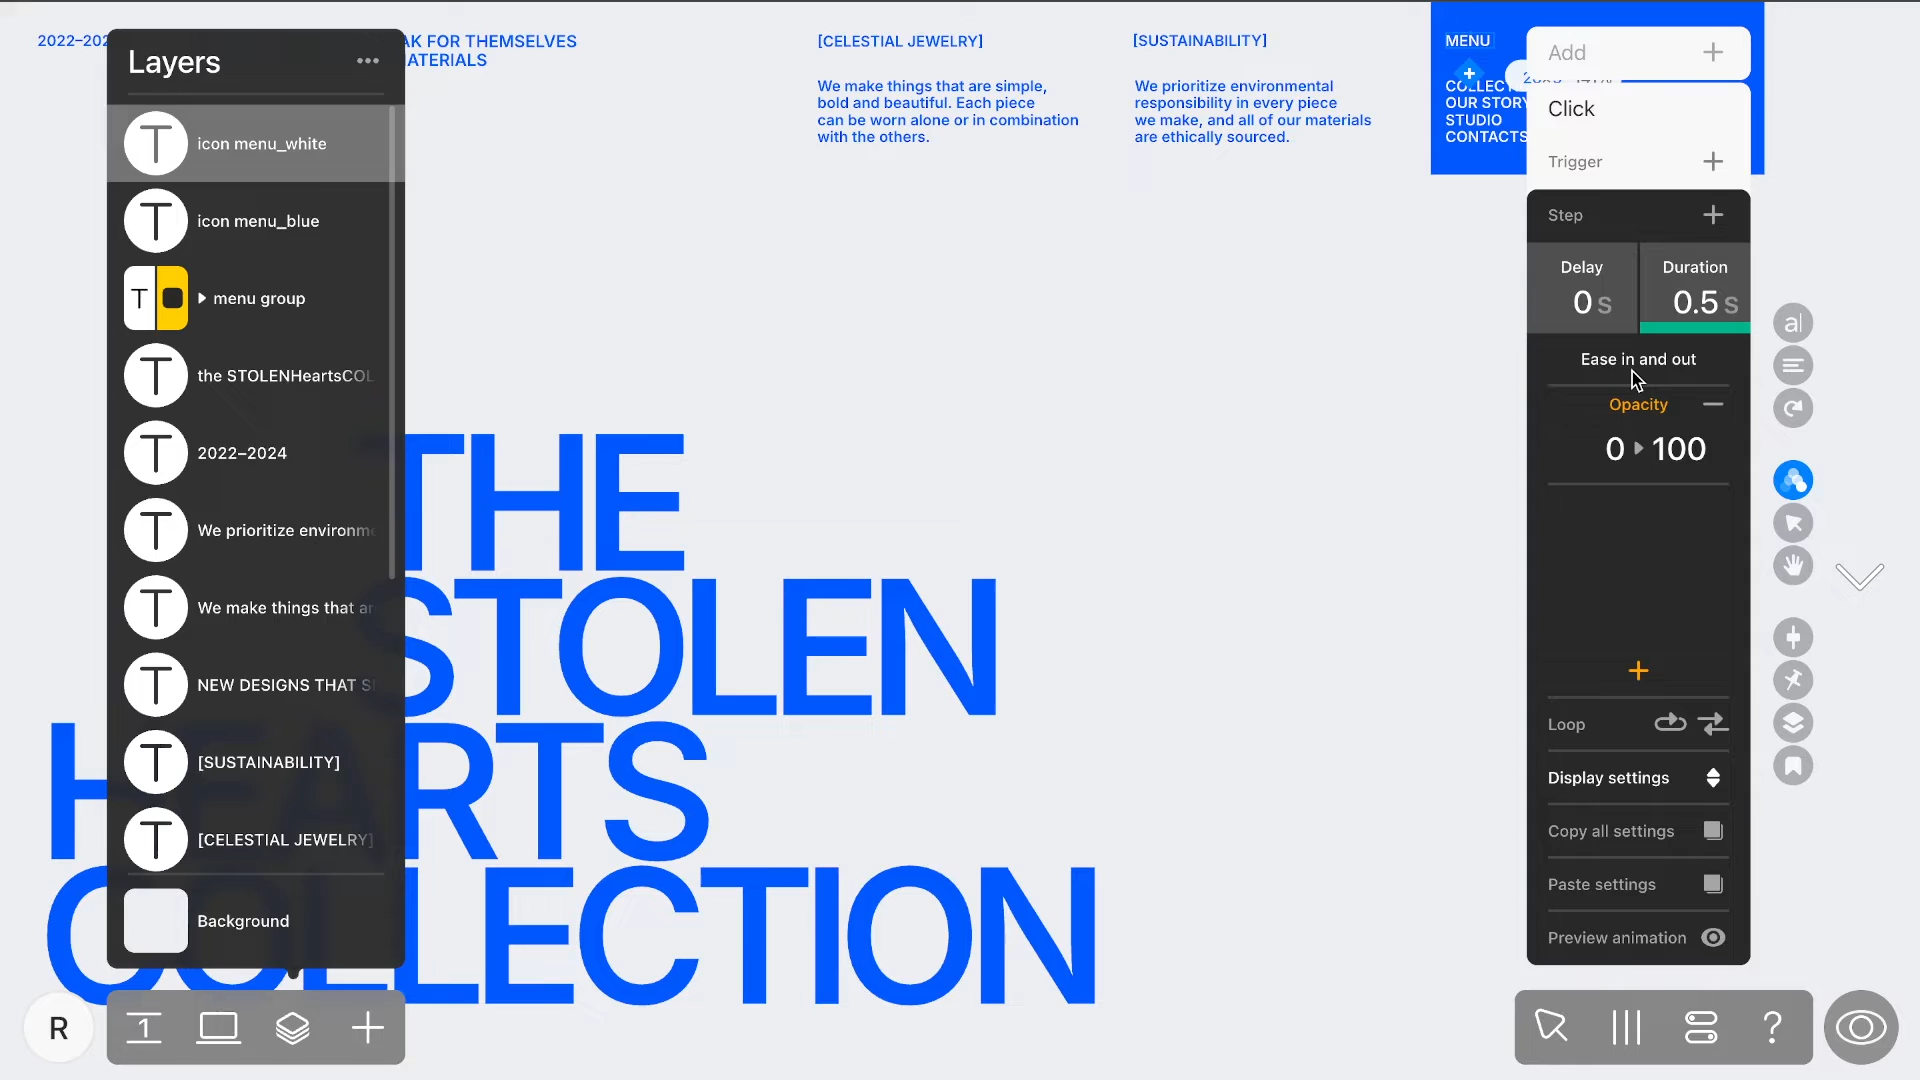 2022–202
AK FOR THEMSELVES
ATERIALS
[CELESTIAL JEWELRY]
We make things that are simple,
bold and beautiful. Each piece
can be worn alone or in combination
with the others.
[SUSTAINABILITY]
We prioritize environmental
responsibility in every piece
we make, and all of our materials
are ethically sourced.
MENU
COLLECT
OUR STORY
STUDIO
CONTACTS
Layers
icon menu_white
icon menu_blue
T
menu group
the STOLENHeartsCOL
2022–2024
We prioritize environme
We make things that ar
NEW DESIGNS THAT S
[SUSTAINABILITY]
[CELESTIAL JEWELRY]
Background
THE
STOLEN
HEARTS
COLLECTION
Add
Click
Trigger
Step
Delay
0 s
Duration
0.5 s
Ease in and out
Opacity
0 100
Loop
Display settings
Copy all settings
Paste settings
Preview animation
a
R
1
?